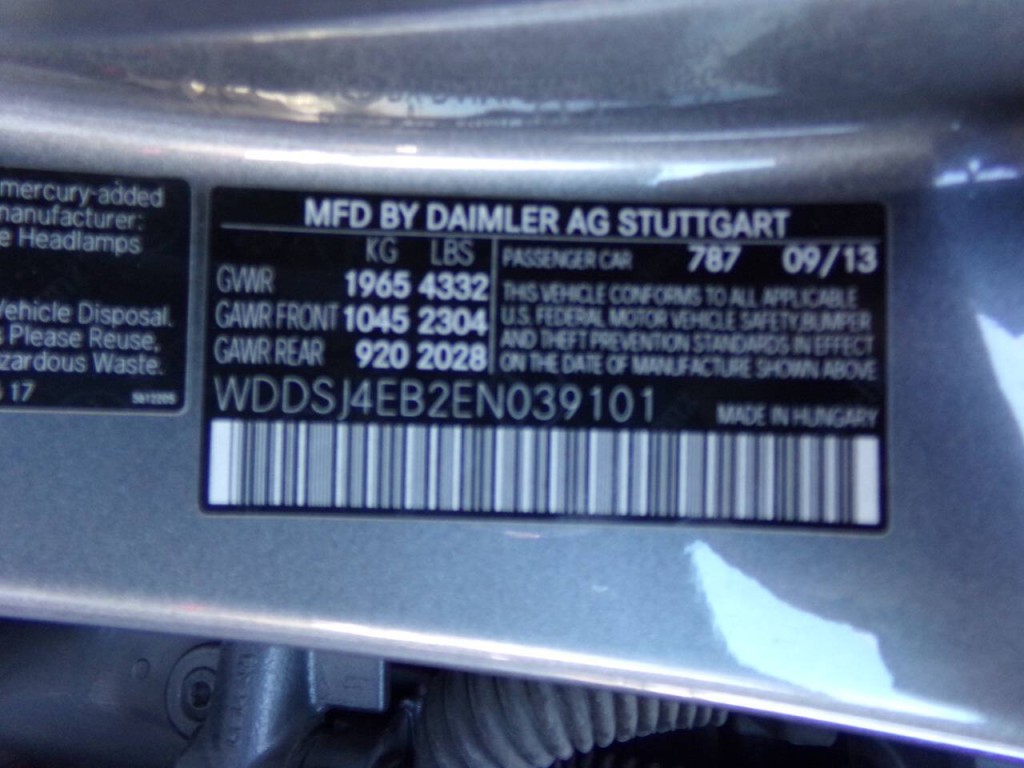 mercury-added
manufacturer:
e Headlamps
Vehicle Disposal.
s Please Reuse,
azardous Waste.
17
MFD BY DAIMLER AG STUTTGART
KG LBS
GVWR 1965 4332
GAWR FRONT 1045 2304
GAWR REAR 920 2028
PASSENGER CAR 787 09/13
THIS VEHICLE CONFORMS TO ALL APPLICABLE
U.S. FEDERAL MOTOR VEHICLE SAFETY,BUMPER
AND THEFT PREVENTION STANDARDS IN EFFECT
ON THE DATE OF MANUFACTURE SHOWN ABOVE
WDDSJ4EB2EN039101
MADE IN HUNGARY